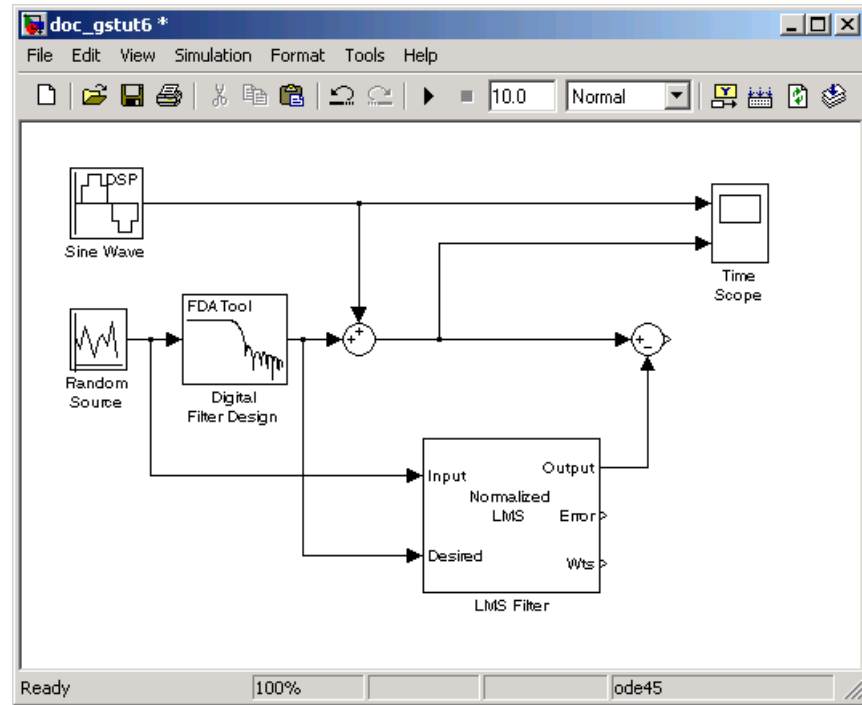 doc_gstut6 *
File Edit View Simulation Format Tools Help
10.0 Normal
DSP
Sine Wave
Time
Scope
FDATool
Random
Source
Digital
Filter Design
Input
Output
Normalized
LMS
Error
Desired
Wts
LMS Filter
Ready 100% ode45